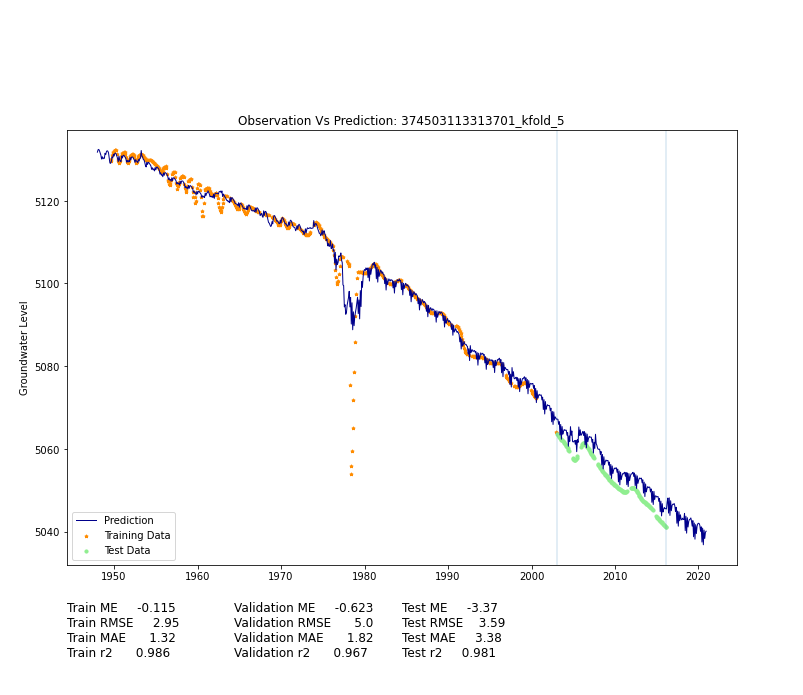 Observation Vs Prediction: 374503113313701_kfold_5
Groundwater Level
5120
5100
5080
5060
5040
Prediction
Training Data
Test Data
1950 1960 1970 1980 1990 2000 2010 2020
Train ME -0.115 Validation ME -0.623 Test ME -3.37
Train RMSE 2.95 Validation RMSE 5.0 Test RMSE 3.59
Train MAE 1.32 Validation MAE 1.82 Test MAE 3.38
Train r2 0.986 Validation r2 0.967 Test r2 0.981